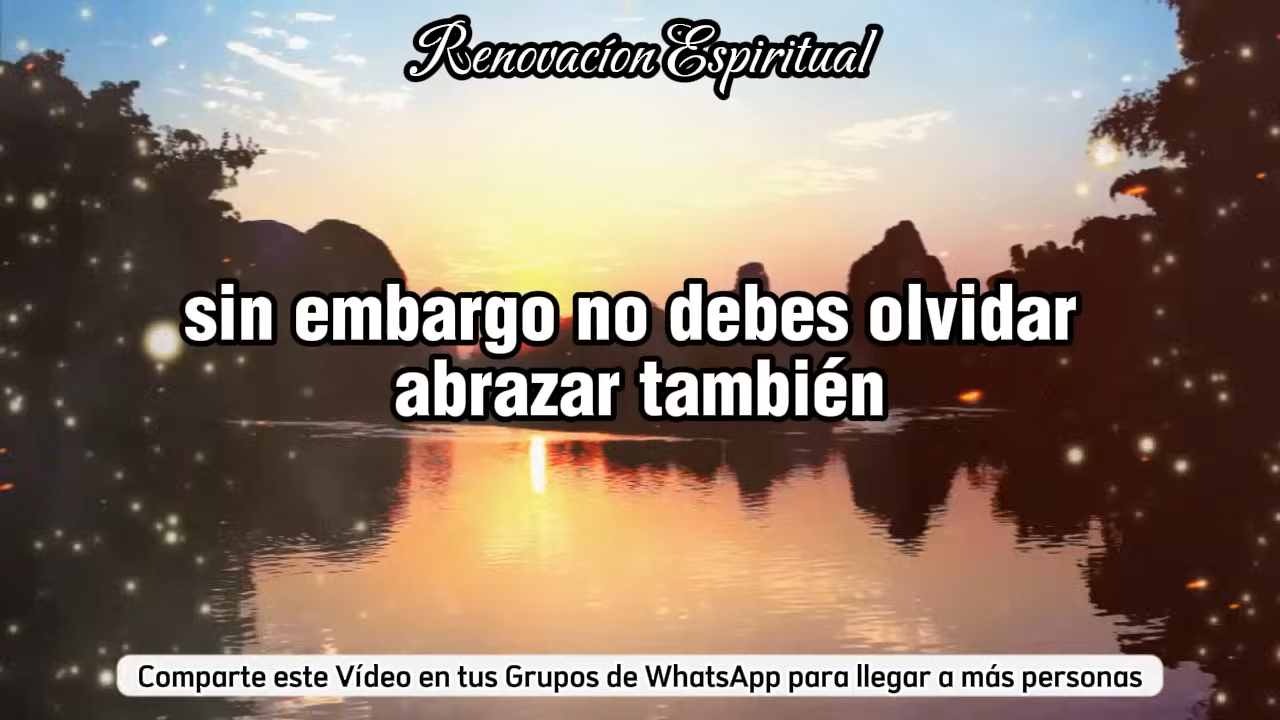 Renovacíon Espiritual
sin embargo no debes olvidar
abrazar también
Comparte este Vídeo en tus Grupos de WhatsApp para llegar a más personas